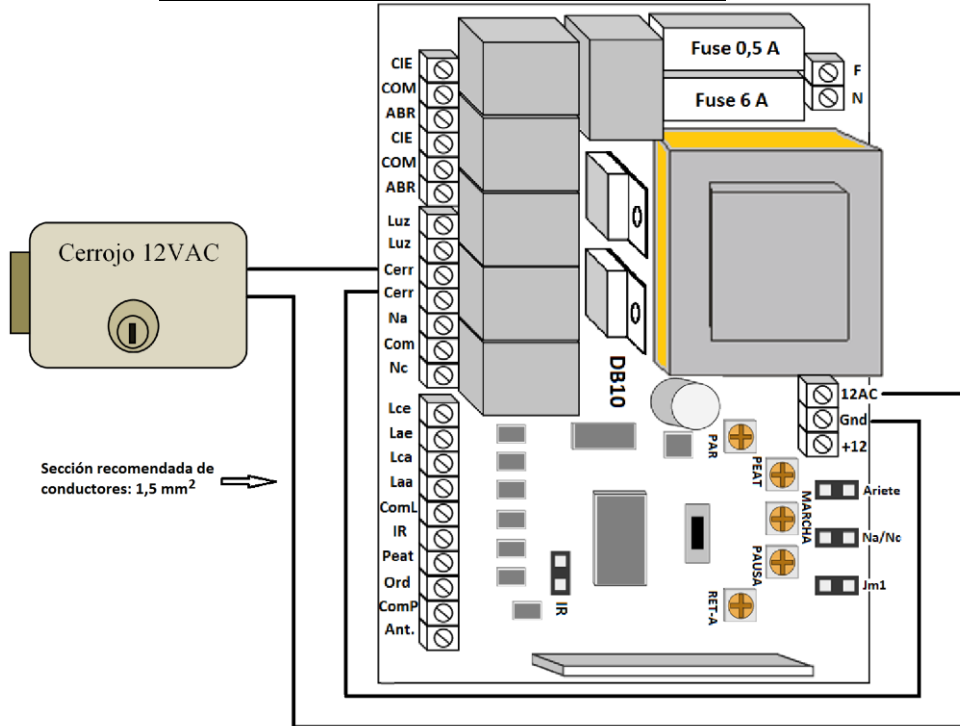 Fuse 0,5 A
Fuse 6 A
F
N
CIE
COM
ABR
CIE
COM
ABR
Luz
Luz
Cerr
Cerr
Na
Com
Nc
Cerrojo 12VAC
DB10
12AC
Gnd
+12
Lce
Lae
Lca
Laa
ComL
IR
Peat
Ord
ComP
Ant.
Sección recomendada de
conductores: 1,5 mm²
PAR
PEAT
MARCHA
PAUSA
RET-A
Ariete
Na/Nc
Jm1
IR